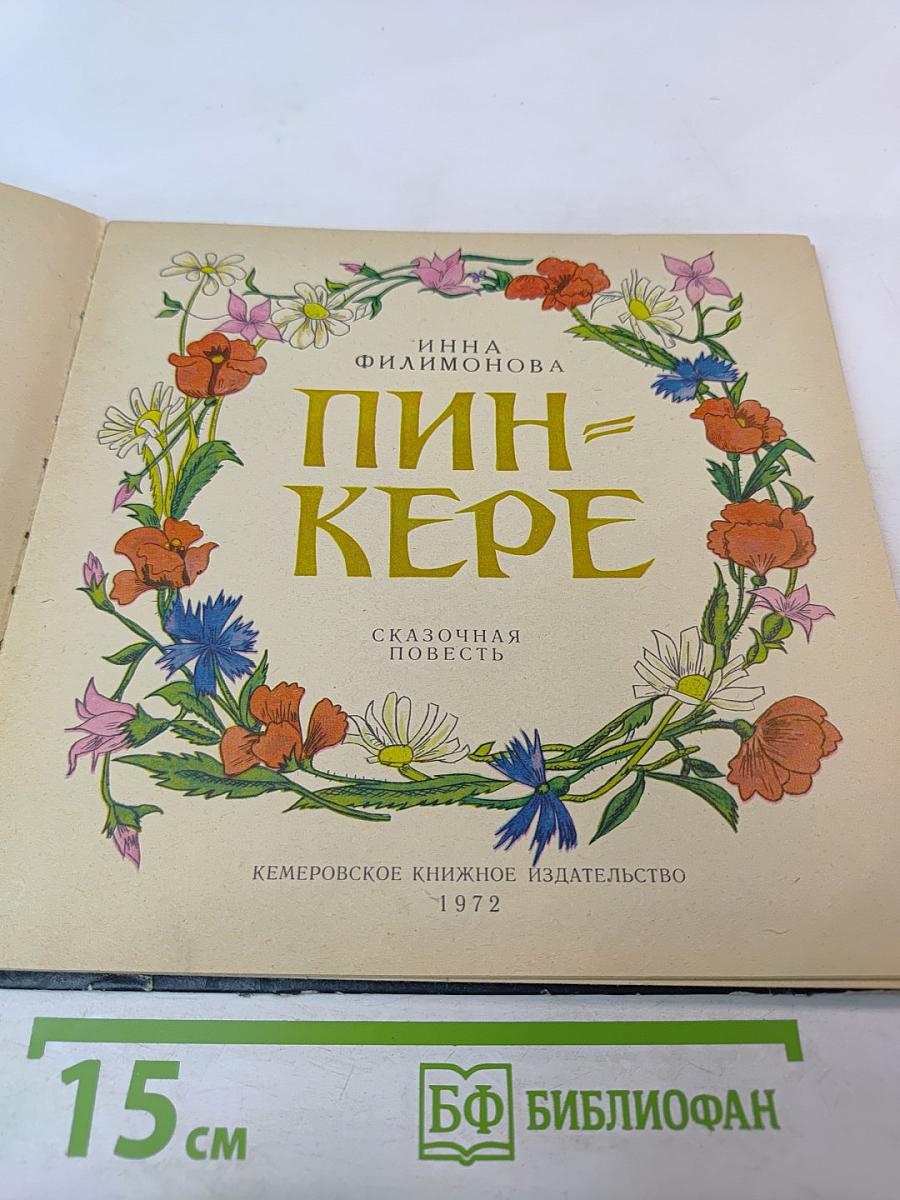 ИННА
ФИЛИМОНОВА
ПИН=
КЕРЕ
СКАЗОЧНАЯ
ПОВЕСТЬ
КЕМЕРОВСКОЕ КНИЖНОЕ ИЗДАТЕЛЬСТВО
1972
15 см
БФ БИБЛИОФАН